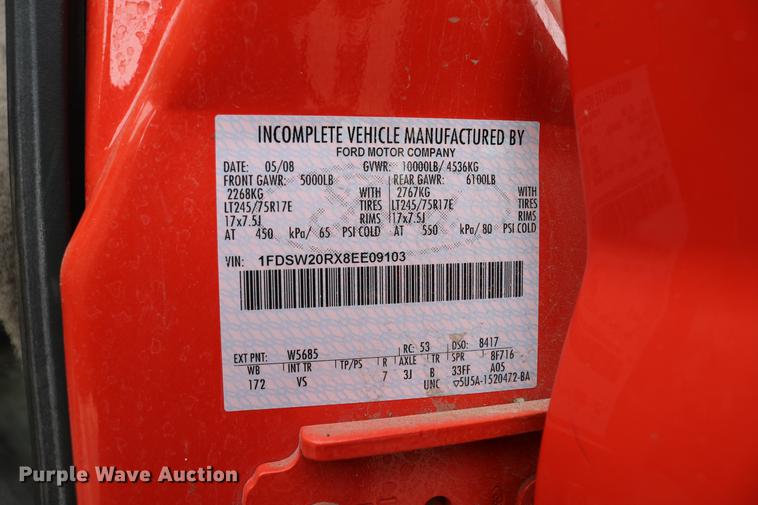 INCOMPLETE VEHICLE MANUFACTURED BY
FORD MOTOR COMPANY
DATE: 05/08 GVWR: 10000LB/ 4536KG
FRONT GAWR: 5000LB REAR GAWR: 6100LB
2268KG WITH 2767KG WITH
LT245/75R17E TIRES LT245/75R17E TIRES
17x7.5J RIMS 17x7.5J RIMS
AT 450 kPa/ 65 PSI COLD AT 550 kPa/ 80 PSI COLD
VIN: 1FDSW20RX8EE09103
EXT PNT: W5685 RC: 53 DSO: 8417
WB INT TR TP/PS R AXLE TR SPR 8F716
172 VS 7 3J B 33FF A05
UNC ▽5U5A-1520472-BA
Purple Wave Auction